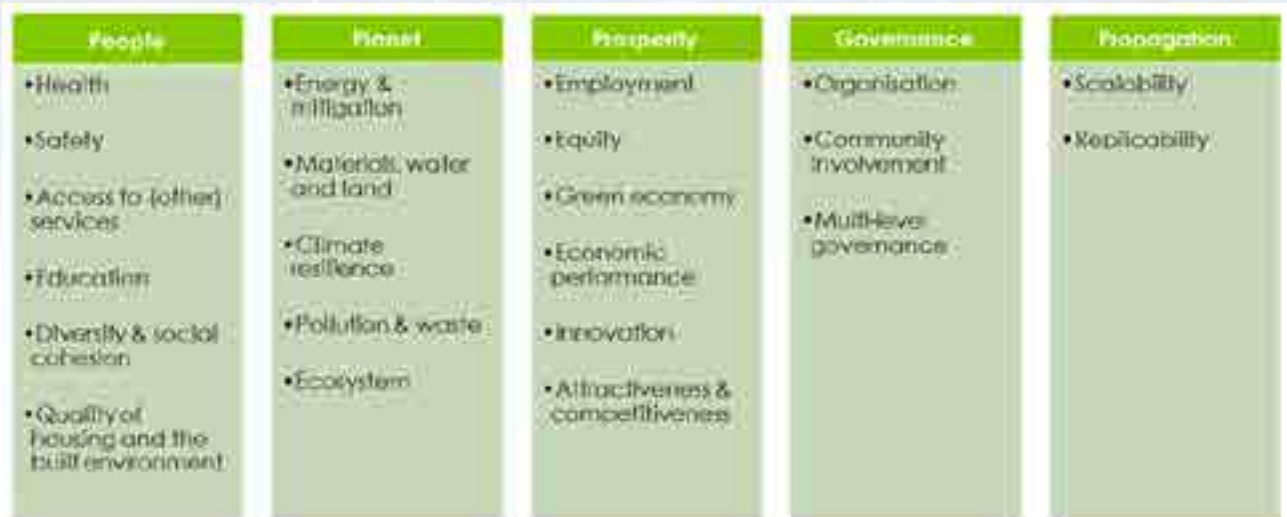 People
•Health
•Safety
•Access to (other)
services
•Education
•Diversity & social
cohesion
•Quality of
housing and the
built environment
Planet
•Energy &
mitigation
•Materials, water
and land
•Climate
resilience
•Pollution & waste
•Ecosystem
Prosperity
•Employment
•Equity
•Green economy
•Economic
performance
•Innovation
•Attractiveness &
competitiveness
Governance
•Organisation
•Community
involvement
•Multi-level
governance
Propagation
•Scalability
•Replicability